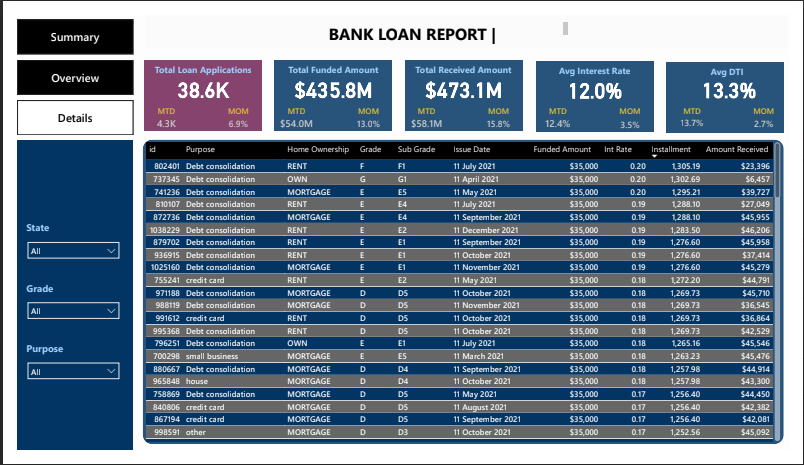 BANK LOAN REPORT |
Summary
Overview
Details
Total Loan Applications
38.6K
MTD MOM
4.3K 6.9%
Total Funded Amount
$435.8M
MTD MOM
$54.0M 13.0%
Total Received Amount
$473.1M
MTD MOM
$58.1M 15.8%
Avg Interest Rate
12.0%
MTD MOM
12.4% 3.5%
Avg DTI
13.3%
MTD MOM
13.7% 2.7%
State
All
Grade
All
Purpose
All
id Purpose Home Ownership Grade Sub Grade Issue Date Funded Amount Int Rate Installment Amount Received
802401 Debt consolidation RENT F F1 11 July 2021 $35,000 0.20 1,305.19 $23,396
737345 Debt consolidation OWN G G1 11 April 2021 $35,000 0.20 1,302.69 $6,457
741236 Debt consolidation MORTGAGE E E5 11 May 2021 $35,000 0.20 1,295.21 $39,727
810107 Debt consolidation RENT E E4 11 July 2021 $35,000 0.19 1,288.10 $27,049
872736 Debt consolidation MORTGAGE E E4 11 September 2021 $35,000 0.19 1,288.10 $45,955
1038229 Debt consolidation RENT E E2 11 December 2021 $35,000 0.19 1,283.50 $46,206
879702 Debt consolidation RENT E E1 11 September 2021 $35,000 0.19 1,276.60 $45,958
936915 Debt consolidation RENT E E1 11 October 2021 $35,000 0.19 1,276.60 $37,414
1025160 Debt consolidation MORTGAGE E E1 11 November 2021 $35,000 0.19 1,276.60 $45,279
755241 credit card RENT E E2 11 May 2021 $35,000 0.18 1,272.20 $44,791
971188 Debt consolidation MORTGAGE D D5 11 October 2021 $35,000 0.18 1,269.73 $45,710
988119 Debt consolidation MORTGAGE D D5 11 November 2021 $35,000 0.18 1,269.73 $36,545
991612 credit card RENT D D5 11 October 2021 $35,000 0.18 1,269.73 $36,864
995368 Debt consolidation RENT D D5 11 October 2021 $35,000 0.18 1,269.73 $42,529
796251 Debt consolidation OWN E E1 11 July 2021 $35,000 0.18 1,265.16 $45,546
700298 small business MORTGAGE E E5 11 March 2021 $35,000 0.18 1,263.23 $45,476
880667 Debt consolidation MORTGAGE D D4 11 September 2021 $35,000 0.18 1,257.98 $44,914
965848 house MORTGAGE D D4 11 October 2021 $35,000 0.18 1,257.98 $43,300
758869 Debt consolidation MORTGAGE D D5 11 May 2021 $35,000 0.17 1,256.40 $44,450
840806 credit card MORTGAGE D D5 11 August 2021 $35,000 0.17 1,256.40 $42,382
867194 credit card MORTGAGE D D5 11 September 2021 $35,000 0.17 1,256.40 $42,081
998591 other MORTGAGE D D3 11 October 2021 $35,000 0.17 1,252.56 $45,092